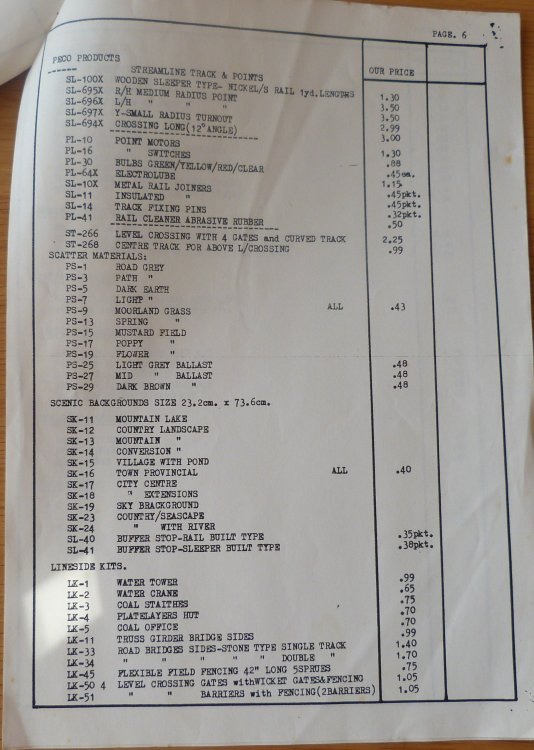 PAGE. 6
PECO PRODUCTS
STREAMLINE TRACK & POINTS OUR PRICE
SL-100X WOODEN SLEEPER TYPE- NICKEL/S RAIL 1yd.LENGTHS 1.30
SL-695X R/H MEDIUM RADIUS POINT 3.50
SL-696X L/H " " " 3.50
SL-697X Y-SMALL RADIUS TURNOUT 2.99
SL-694X CROSSING LONG(12°ANGLE) 3.00
PL-10 POINT MOTORS 1.30
PL-16 " SWITCHES .88
PL-30 BULBS GREEN/YELLOW/RED/CLEAR .45ea.
PL-64X ELECTROLUBE 1.15
SL-10X METAL RAIL JOINERS .45pkt.
SL-11 INSULATED " .45pkt.
SL-14 TRACK FIXING PINS .32pkt.
PL-41 RAIL CLEANER ABRASIVE RUBBER .50
ST-266 LEVEL CROSSING WITH 4 GATES and CURVED TRACK 2.25
ST-268 CENTRE TRACK FOR ABOVE L/CROSSING .99
SCATTER MATERIALS:
PS-1 ROAD GREY
PS-3 PATH "
PS-5 DARK EARTH
PS-7 LIGHT "
PS-9 MOORLAND GRASS ALL .43
PS-13 SPRING "
PS-15 MUSTARD FIELD
PS-17 POPPY "
PS-19 FLOWER "
PS-25 LIGHT GREY BALLAST .48
PS-27 MID " BALLAST .48
PS-29 DARK BROWN " .48
SCENIC BACKGROUNDS SIZE 23.2cm. x 73.6cm.
SK-11 MOUNTAIN LAKE
SK-12 COUNTRY LANDSCAPE
SK-13 MOUNTAIN "
SK-14 CONVERSION "
SK-15 VILLAGE WITH POND
SK-16 TOWN PROVINCIAL ALL .40
SK-17 CITY CENTRE
SK-18 " EXTENSIONS
SK-19 SKY BRACKGROUND
SK-23 COUNTRY/SEASCAPE
SK-24 " WITH RIVER
SL-40 BUFFER STOP-RAIL BUILT TYPE .35pkt.
SL-41 BUFFER STOP-SLEEPER BUILT TYPE .38pkt.
LINESIDE KITS.
LK-1 WATER TOWER .99
LK-2 WATER CRANE .65
LK-3 COAL STAITHES .75
LK-4 PLATELAYERS HUT .70
LK-5 COAL OFFICE .70
LK-11 TRUSS GIRDER BRIDGE SIDES .99
LK-33 ROAD BRIDGES SIDES-STONE TYPE SINGLE TRACK 1.40
LK-34 " " " " " DOUBLE " 1.70
LK-45 FLEXIBLE FIELD FENCING 42" LONG 5SPRUES .75
LK-50 4 LEVEL CROSSING GATES withWICKET GATES&FENCING 1.05
LK-51 " " BARRIERS with FENCING(2BARRIERS) 1.05